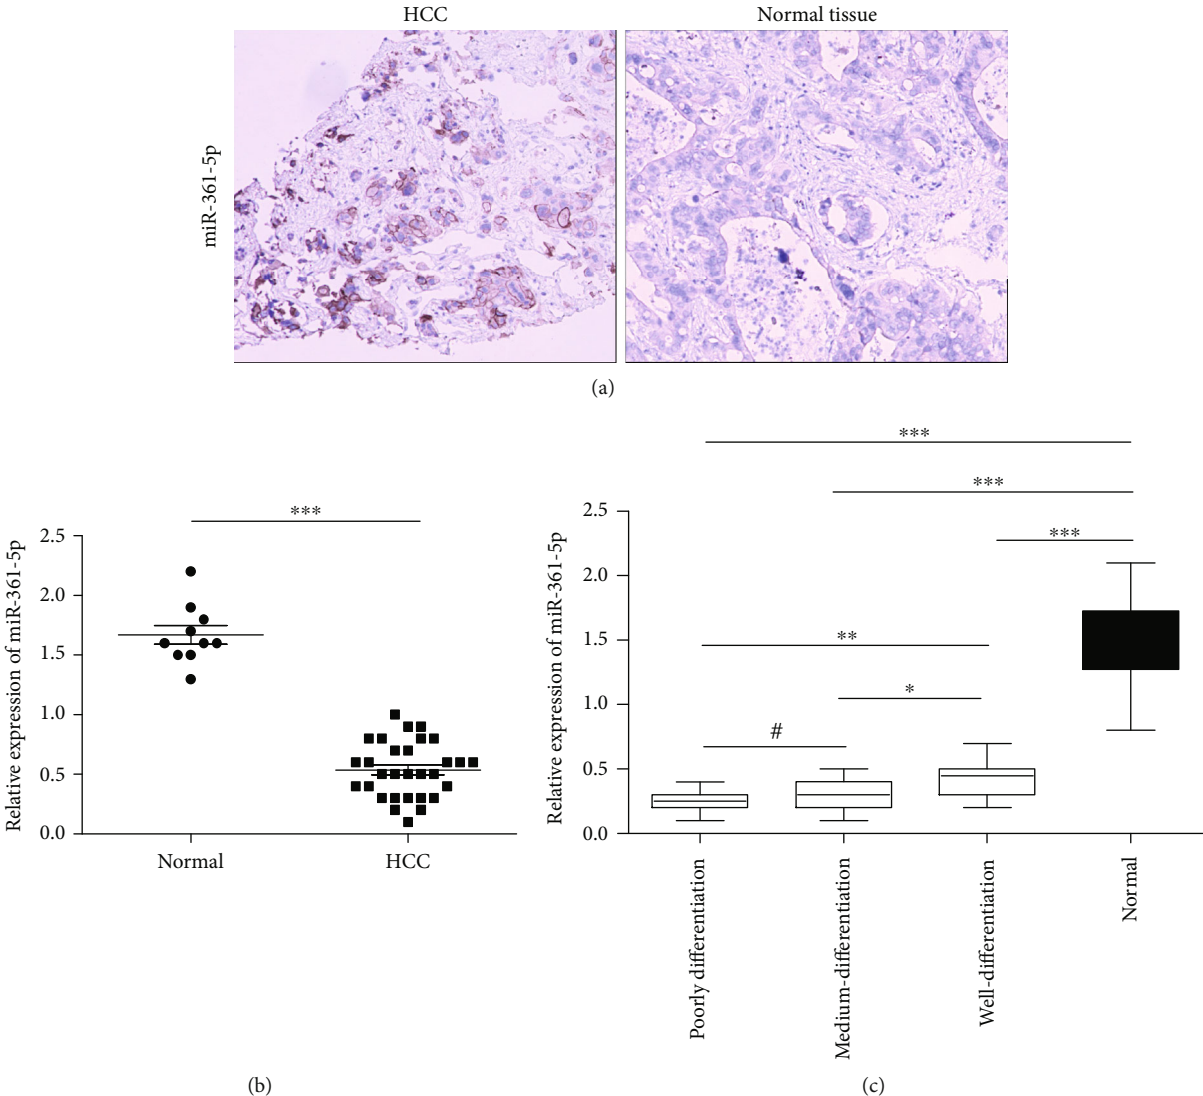 HCC
Normal tissue
miR-361-5p
(a)
***
Relative expression of miR-361-5p
2.5
2.0
1.5
1.0
0.5
0.0
Normal
HCC
(b)
***
***
***
**
*
#
Relative expression of miR-361-5p
2.5
2.0
1.5
1.0
0.5
0.0
Poorly differentiation
Medium-differentiation
Well-differentiation
Normal
(c)